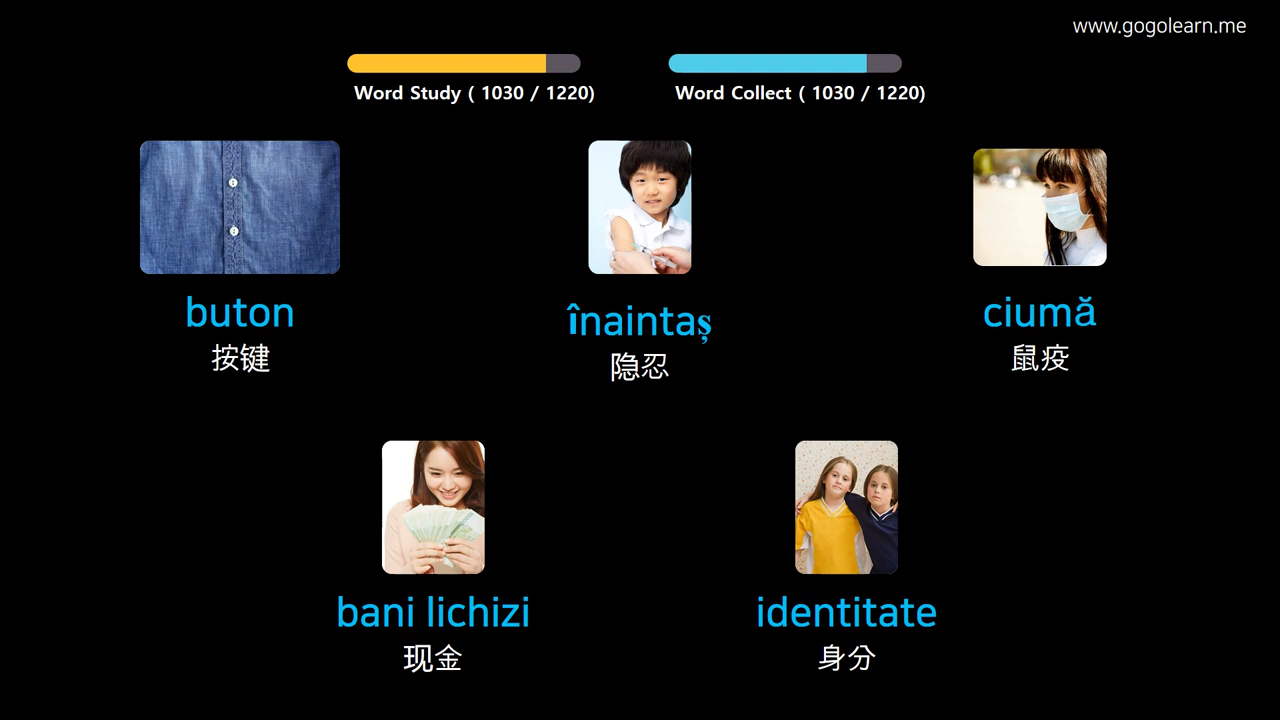 www.gogolearn.me
Word Study ( 1030 / 1220)
Word Collect ( 1030 / 1220)
buton
按键
înaintaș
隐忍
ciumă
鼠疫
bani lichizi
现金
identitate
身分